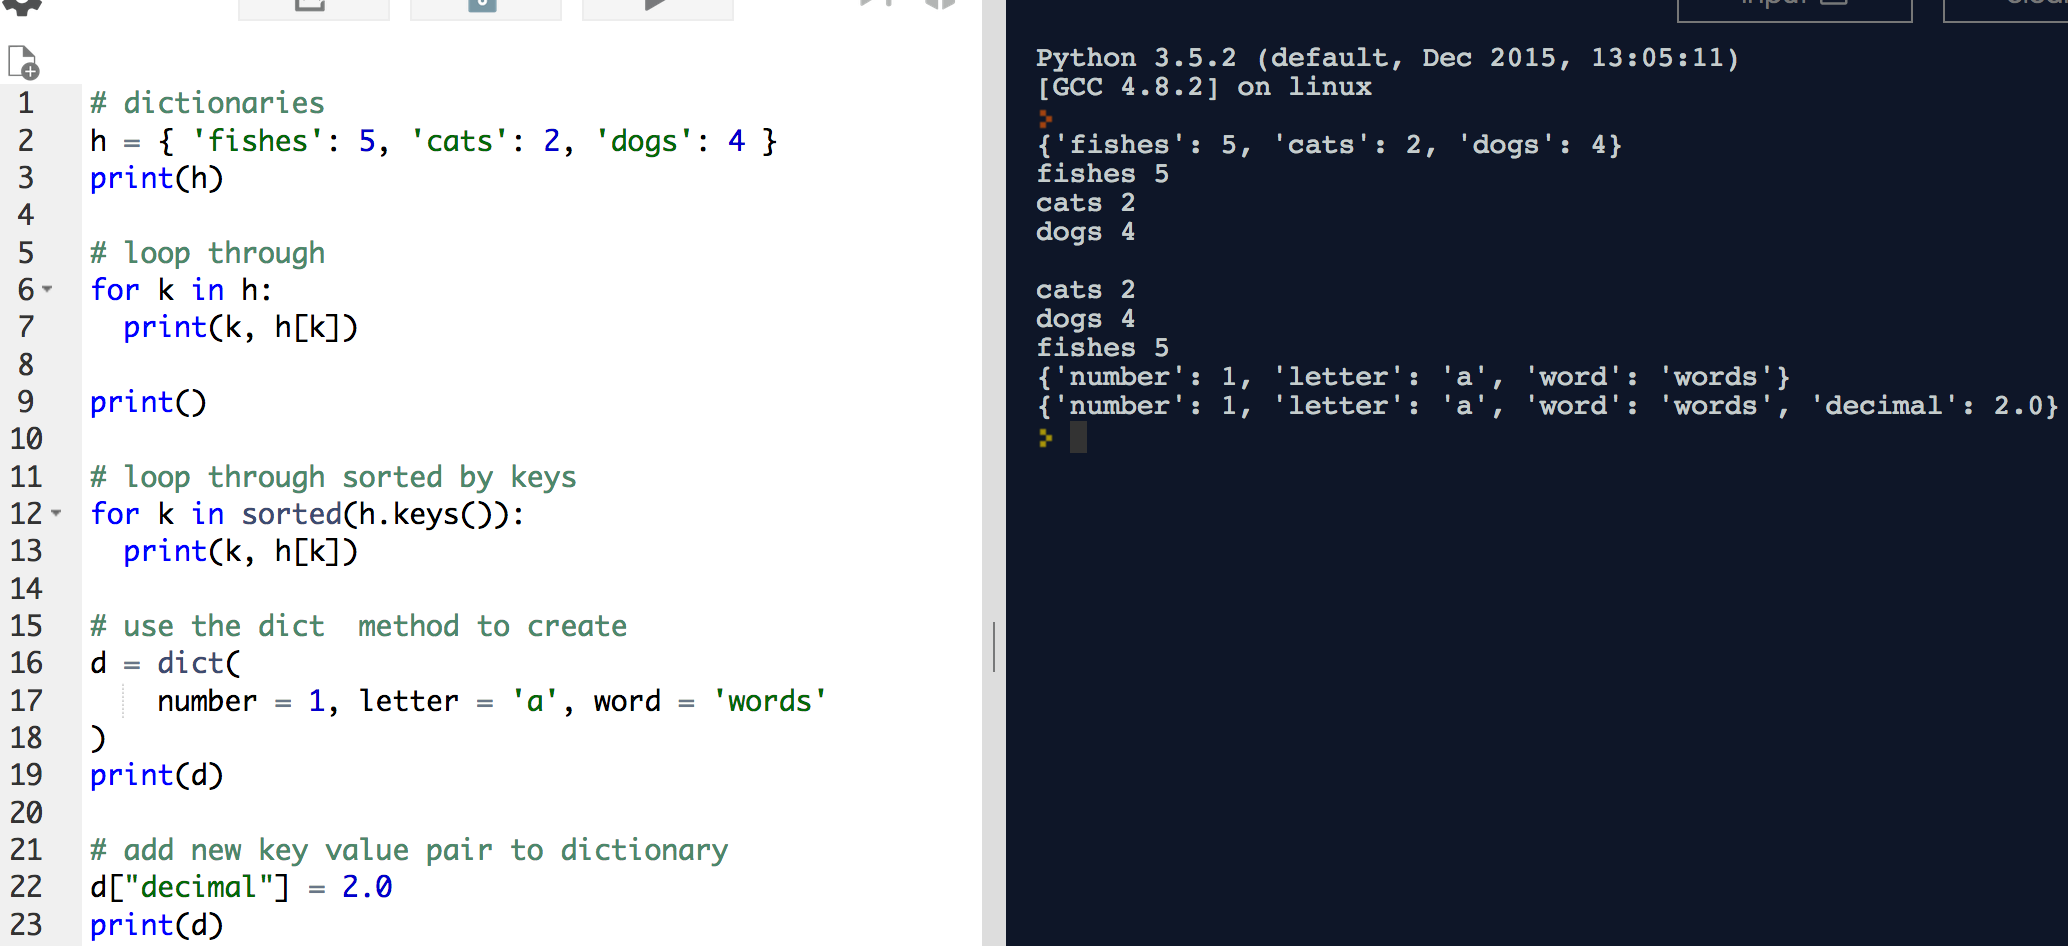 1 # dictionaries
2 h = { 'fishes': 5, 'cats': 2, 'dogs': 4 }
3 print(h)
4
5 # loop through
6 for k in h:
7   print(k, h[k])
8
9 print()
10
11 # loop through sorted by keys
12 for k in sorted(h.keys()):
13   print(k, h[k])
14
15 # use the dict  method to create
16 d = dict(
17     number = 1, letter = 'a', word = 'words'
18 )
19 print(d)
20
21 # add new key value pair to dictionary
22 d["decimal"] = 2.0
23 print(d)
Python 3.5.2 (default, Dec 2015, 13:05:11)
[GCC 4.8.2] on linux
{'fishes': 5, 'cats': 2, 'dogs': 4}
fishes 5
cats 2
dogs 4
cats 2
dogs 4
fishes 5
{'number': 1, 'letter': 'a', 'word': 'words'}
{'number': 1, 'letter': 'a', 'word': 'words', 'decimal': 2.0}